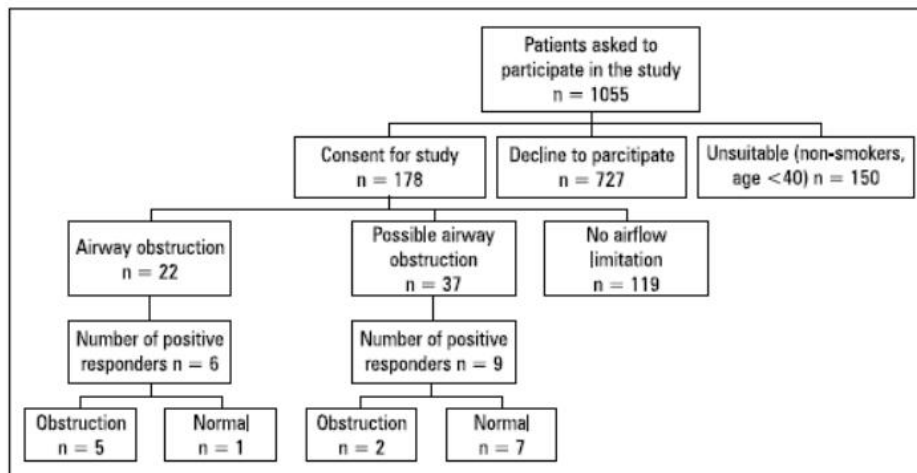 Patients asked to
participate in the study
n = 1055
Consent for study
n = 178
Decline to parcitipate
n = 727
Unsuitable (non-smokers,
age <40) n = 150
Airway obstruction
n = 22
Possible airway
obstruction
n = 37
No airflow
limitation
n = 119
Number of positive
responders n = 6
Number of positive
responders n = 9
Obstruction
n = 5
Normal
n = 1
Obstruction
n = 2
Normal
n = 7